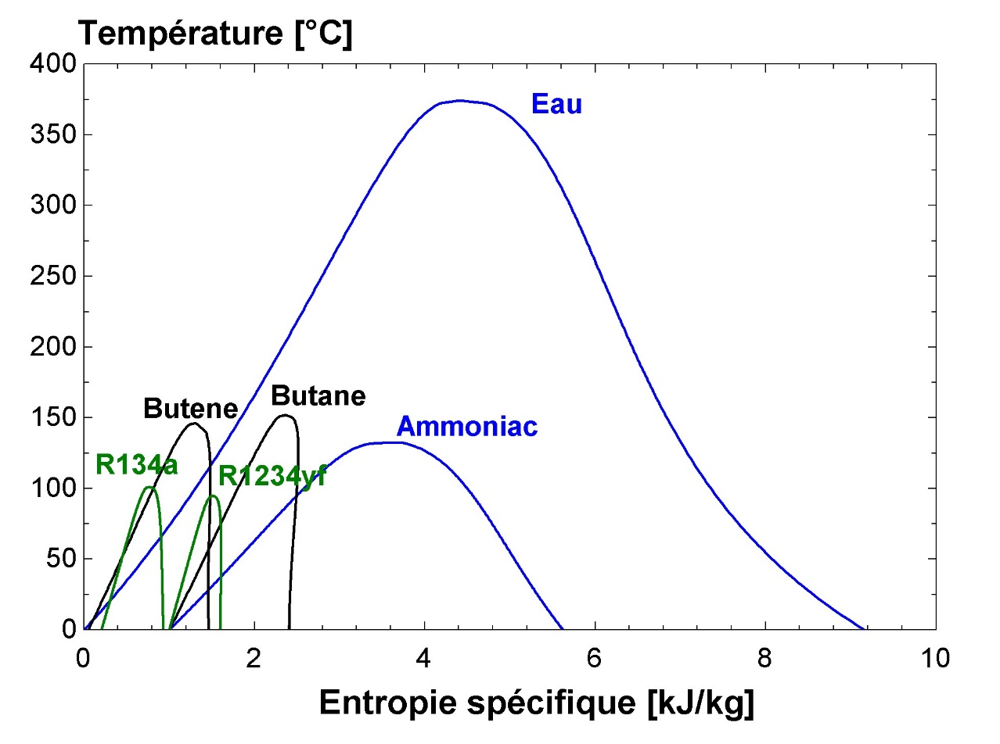 Température [°C]
400
Eau
350
300
250
200
Butene
Butane
150
Ammoniac
R134a
R1234yf
100
50
0
0 2 4 6 8 10
Entropie spécifique [kJ/kg]